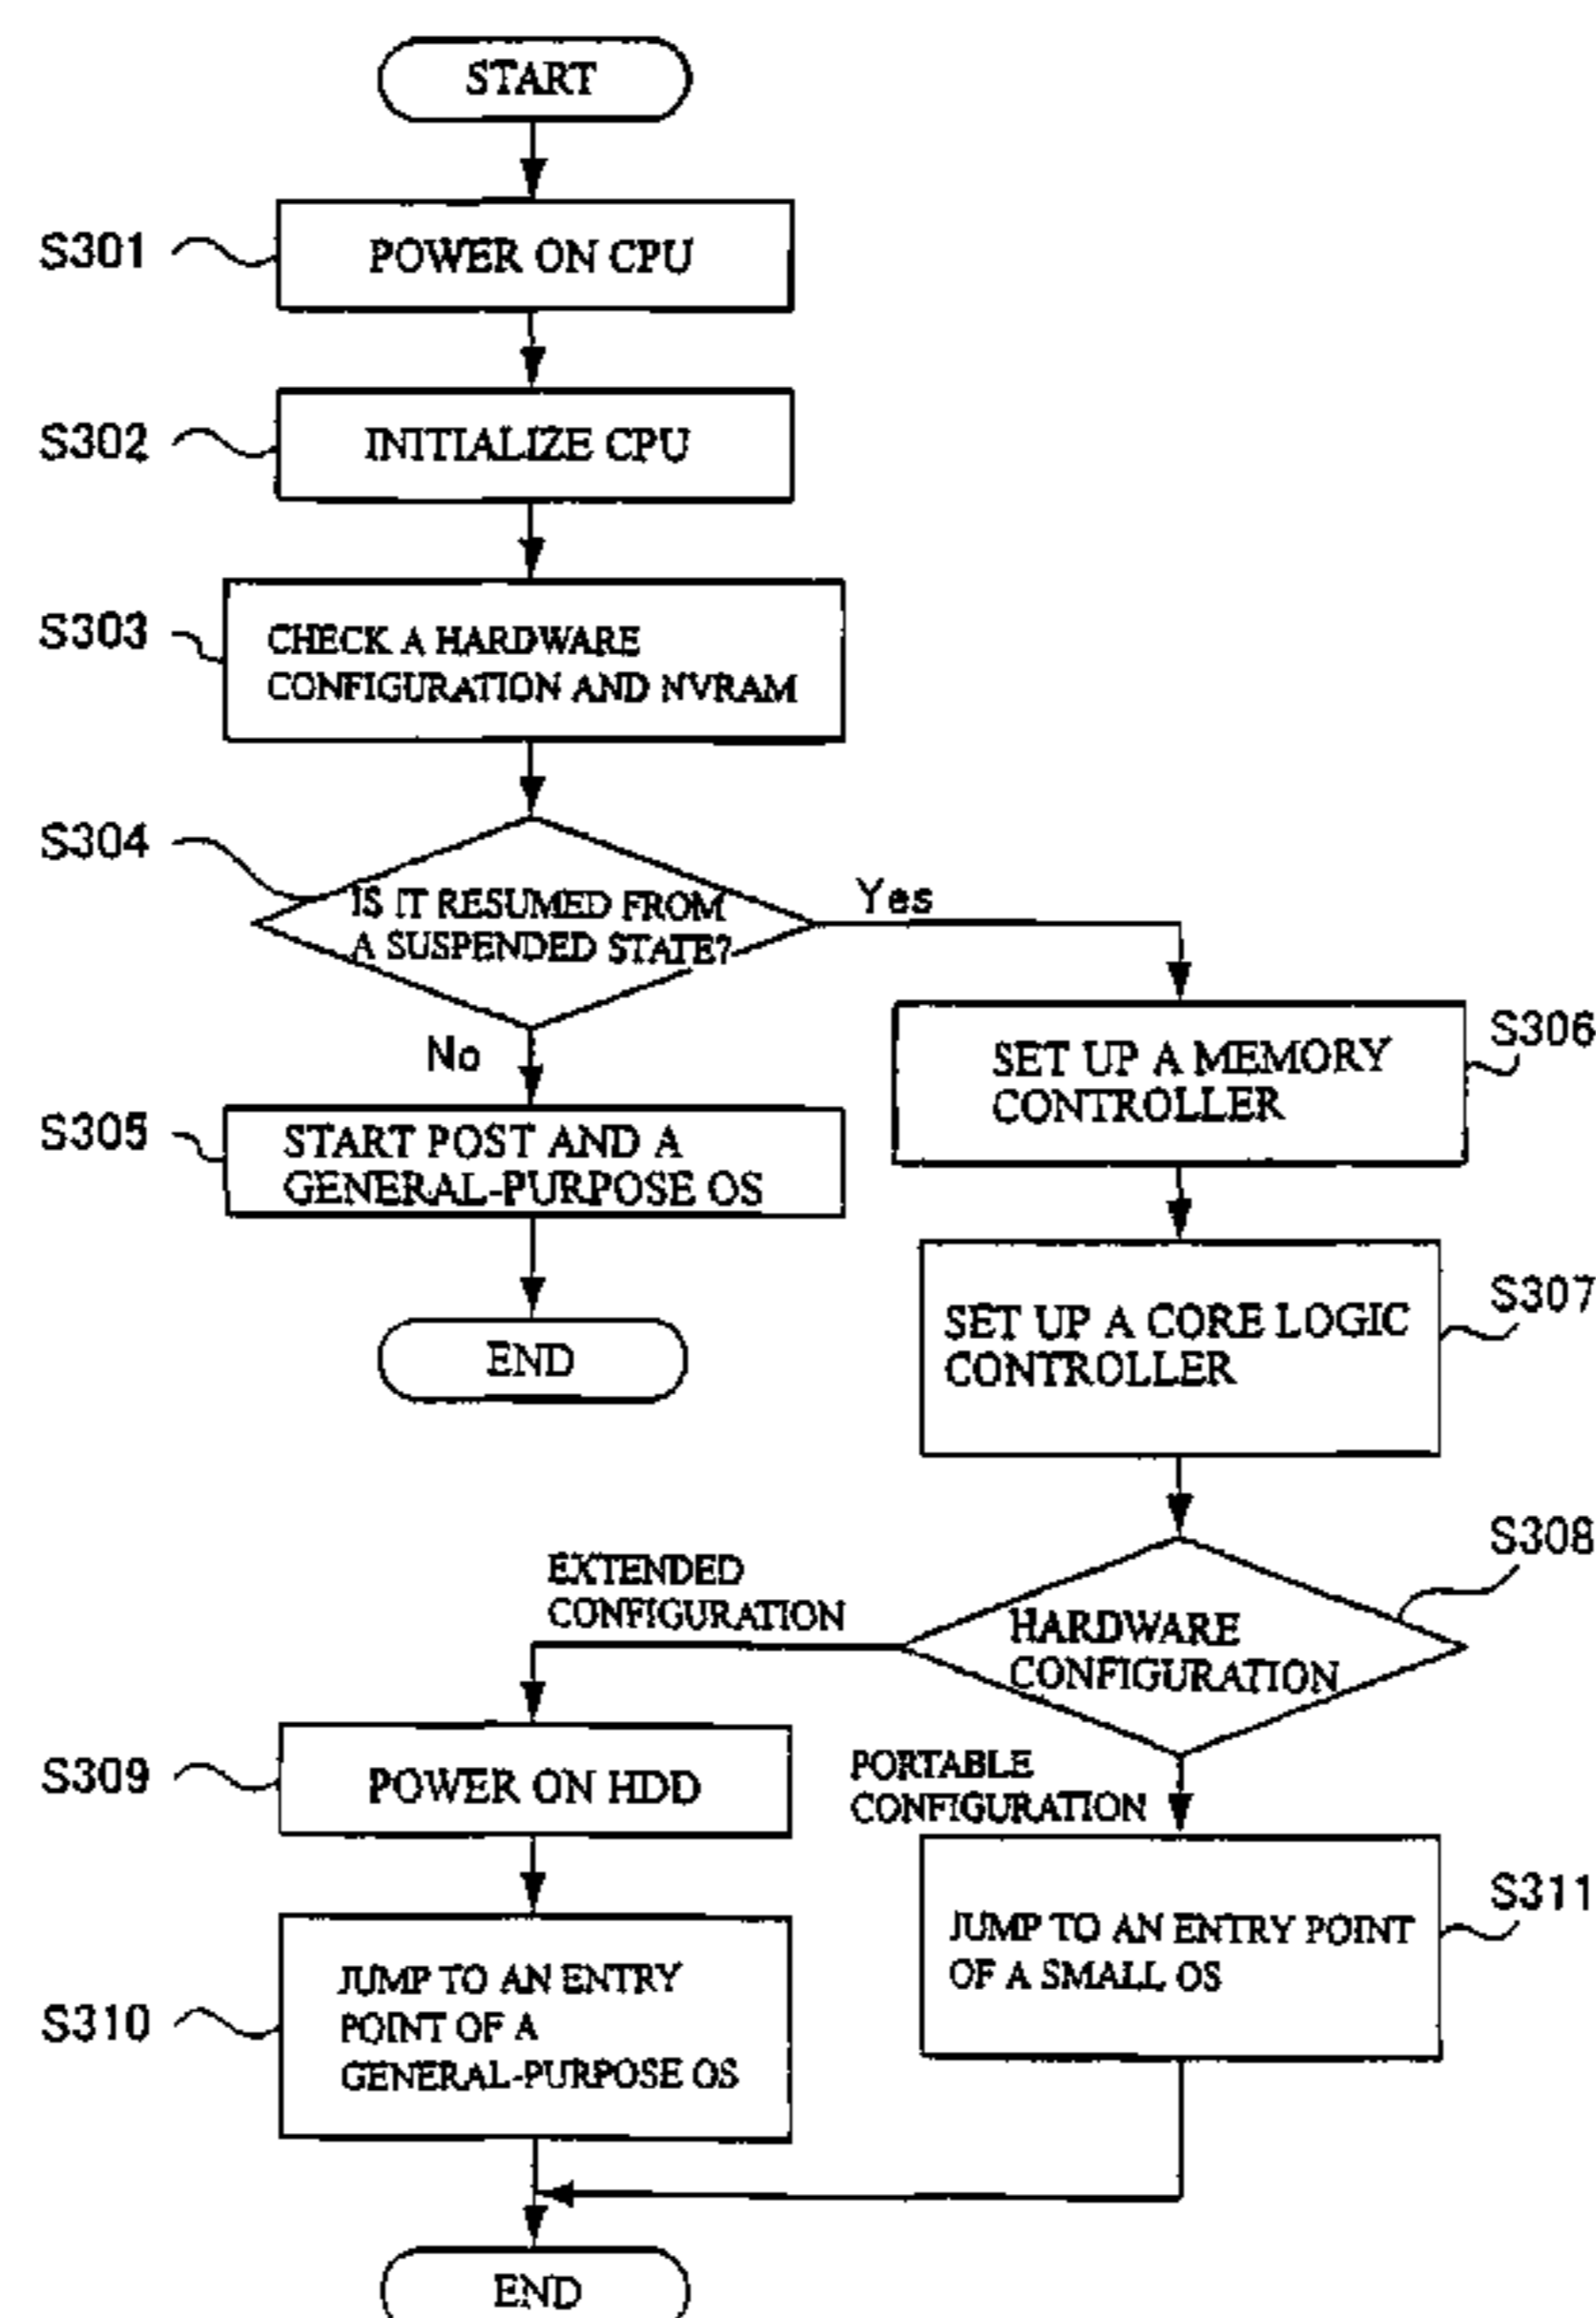 START
S301
POWER ON CPU
S302
INITIALIZE CPU
S303
CHECK A HARDWARE
CONFIGURATION AND NVRAM
S304
IS IT RESUMED FROM
A SUSPENDED STATE?
Yes
No
S305
START POST AND A
GENERAL-PURPOSE OS
END
S306
SET UP A MEMORY
CONTROLLER
S307
SET UP A CORE LOGIC
CONTROLLER
S308
HARDWARE
CONFIGURATION
EXTENDED
CONFIGURATION
PORTABLE
CONFIGURATION
S309
POWER ON HDD
S310
JUMP TO AN ENTRY
POINT OF A
GENERAL-PURPOSE OS
S311
JUMP TO AN ENTRY POINT
OF A SMALL OS
END